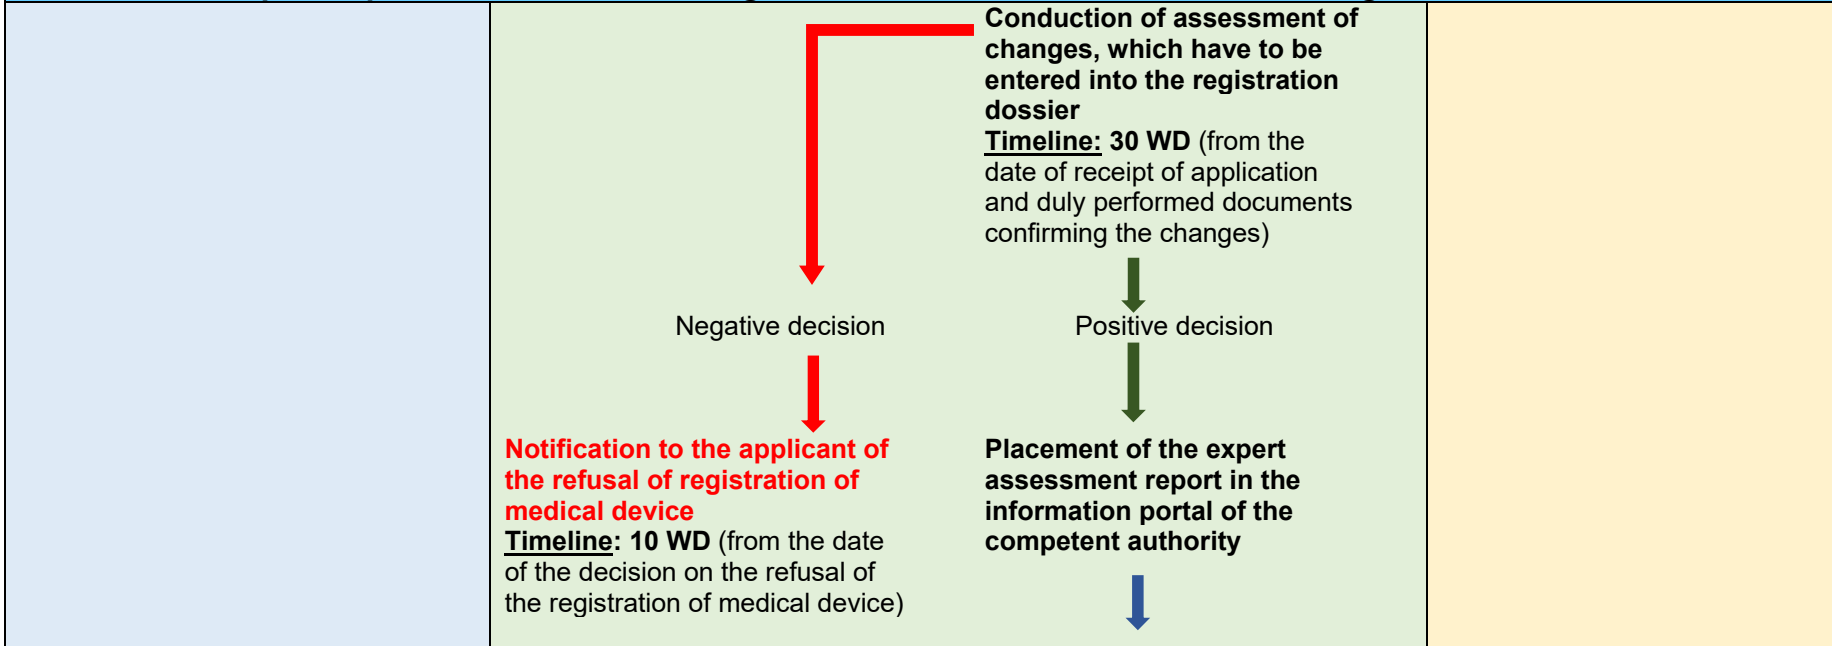 Conduction of assessment of
changes, which have to be
entered into the registration
dossier
Timeline: 30 WD (from the
date of receipt of application
and duly performed documents
confirming the changes)
Negative decision
Positive decision
Notification to the applicant of
the refusal of registration of
medical device
Timeline: 10 WD (from the date
of the decision on the refusal of
the registration of medical device)
Placement of the expert
assessment report in the
information portal of the
competent authority